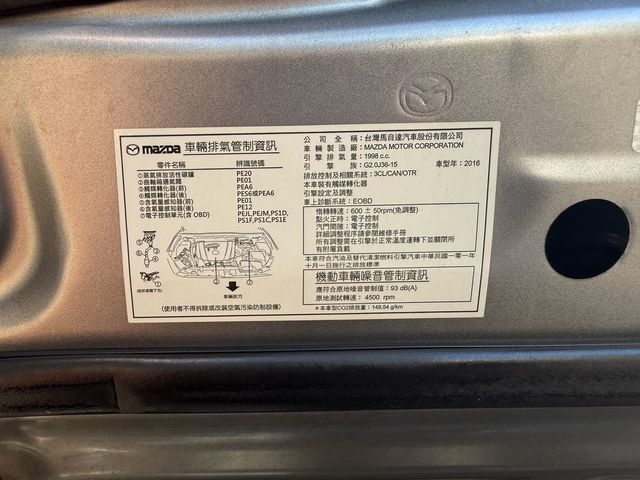 mazda 車輛排氣管制資訊
零件名稱 辨識號碼
①蒸氣排放活性碳罐 PE20
②曲軸箱通氣閥 PE01
③觸媒轉化器(前) PEA6
④觸媒轉化器(後) PES6或PEA6
⑤含氧量感知器(前) PE01
⑥含氧量感知器(後) PE12
⑦電子控制單元(含 OBD) PEJL,PEJM,PS1D,
PS1F,PS1C,PS1E
車輛前方
(使用者不得拆除或改裝空氣污染防制設備)
公司全稱：台灣馬自達汽車股份有限公司
車輛製造廠：MAZDA MOTOR CORPORATION
引擎排氣量：1998 c.c.
引擎族：G2.0J36-15 車型年：2016
排放控制及相關系統：3CL/CAN/OTR
本車裝有觸媒轉化器
引擎設定及調整
車上診斷系統：EOBD
惰轉轉速：600 ± 50rpm(免調整)
點火正時：電子控制
汽門間隙：電子控制
詳細調整程序請參閱維修手冊
所有調整需在引擎於正常溫度運轉下並關閉所
有附屬負載
本車符合汽油及替代清潔燃料引擎汽車中華民國一零一年
十月一日施行之排放標準
機動車輛噪音管制資訊
應符合原地噪音管制值：93 dB(A)
原地測試轉速：4500 rpm
*本車型CO2排放量：149.54 g/km